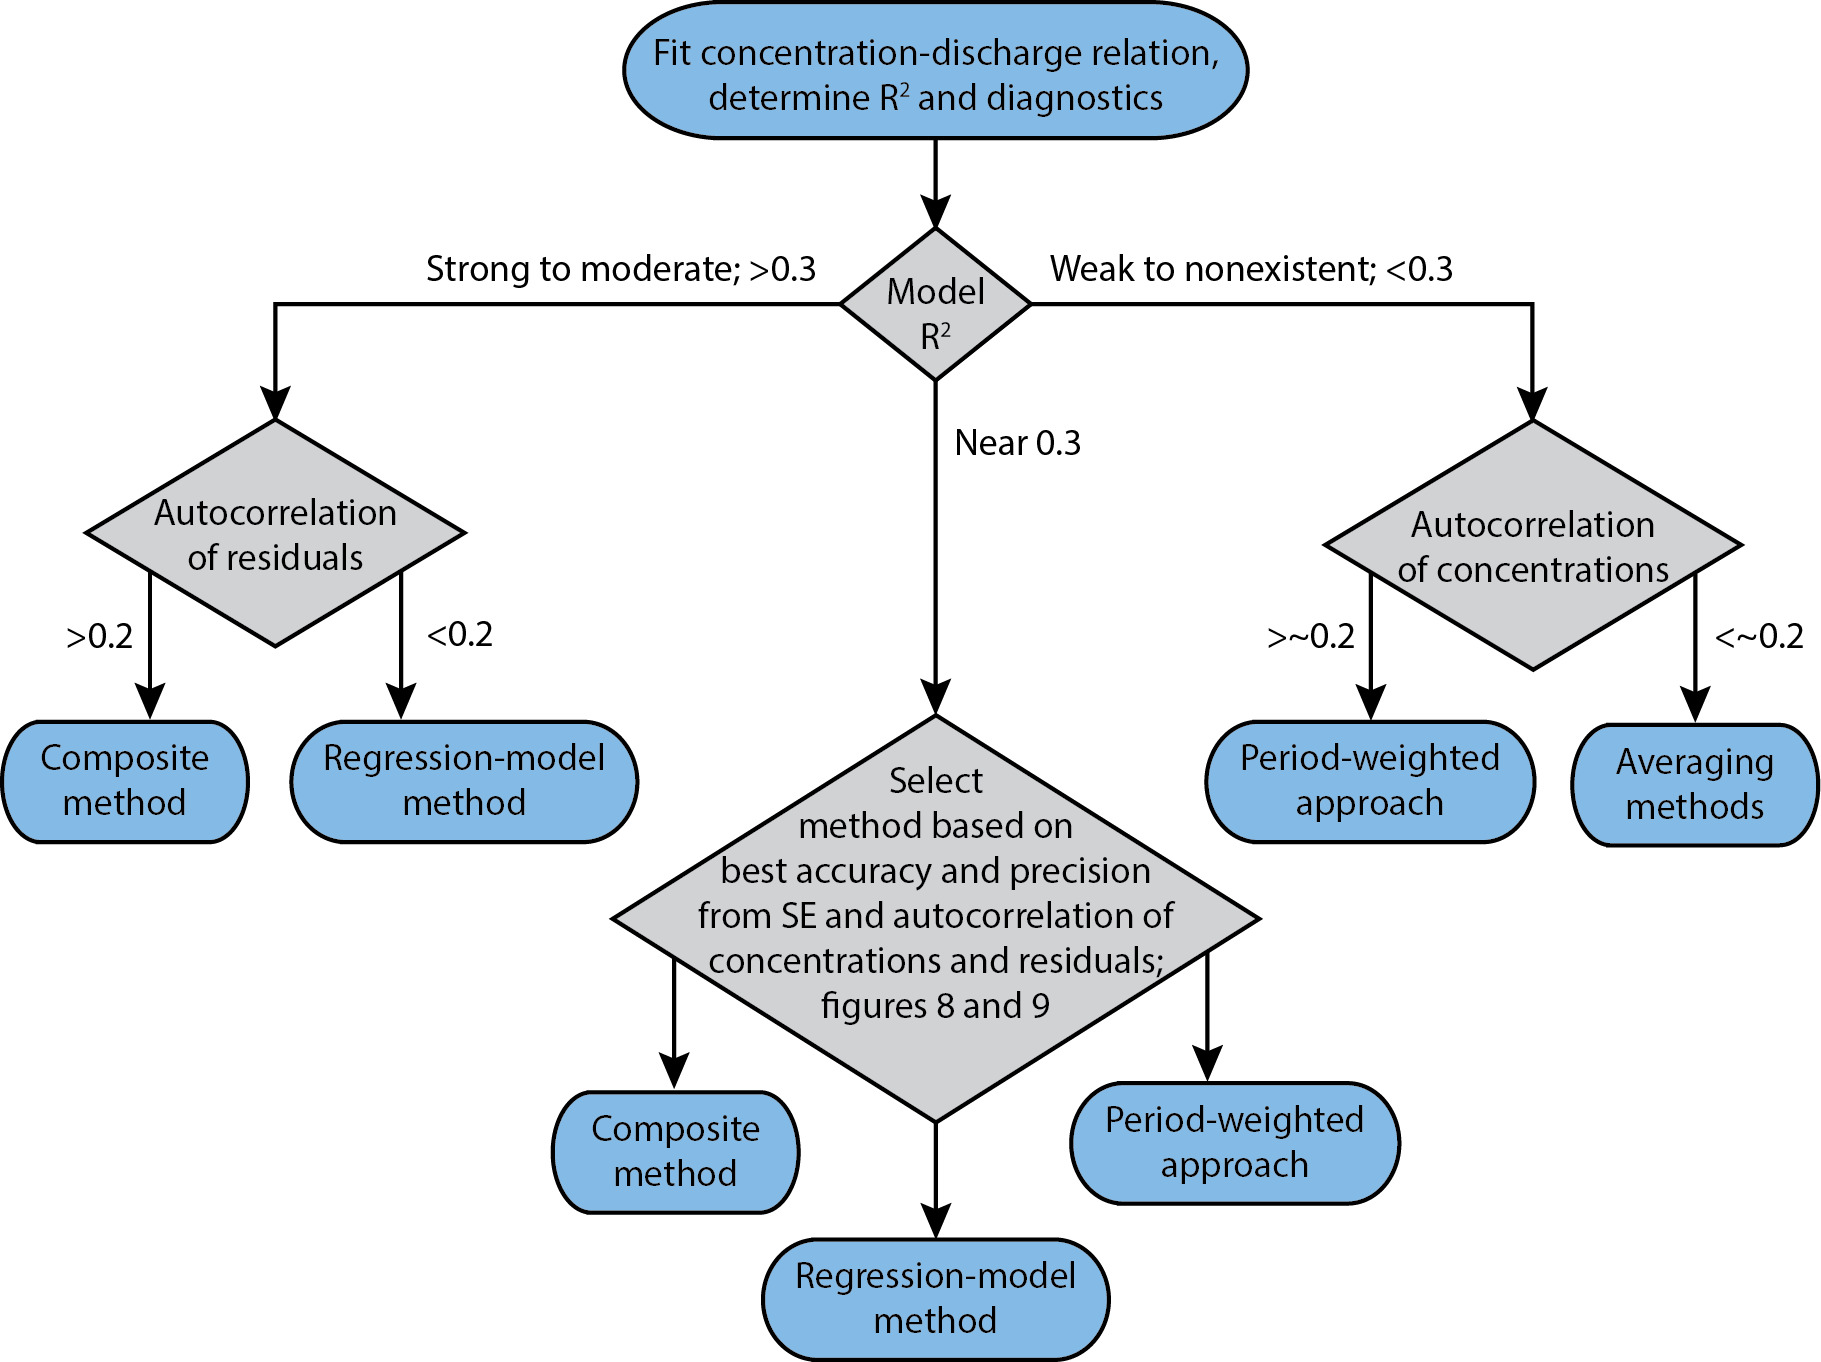 Fit concentration-discharge relation,
determine R² and diagnostics
Strong to moderate; >0.3
Model
R²
Weak to nonexistent; <0.3
Near 0.3
Autocorrelation
of residuals
Autocorrelation
of concentrations
>0.2
<0.2
>~0.2
<~0.2
Composite
method
Regression-model
method
Period-weighted
approach
Averaging
methods
Select
method based on
best accuracy and precision
from SE and autocorrelation of
concentrations and residuals;
figures 8 and 9
Composite
method
Period-weighted
approach
Regression-model
method